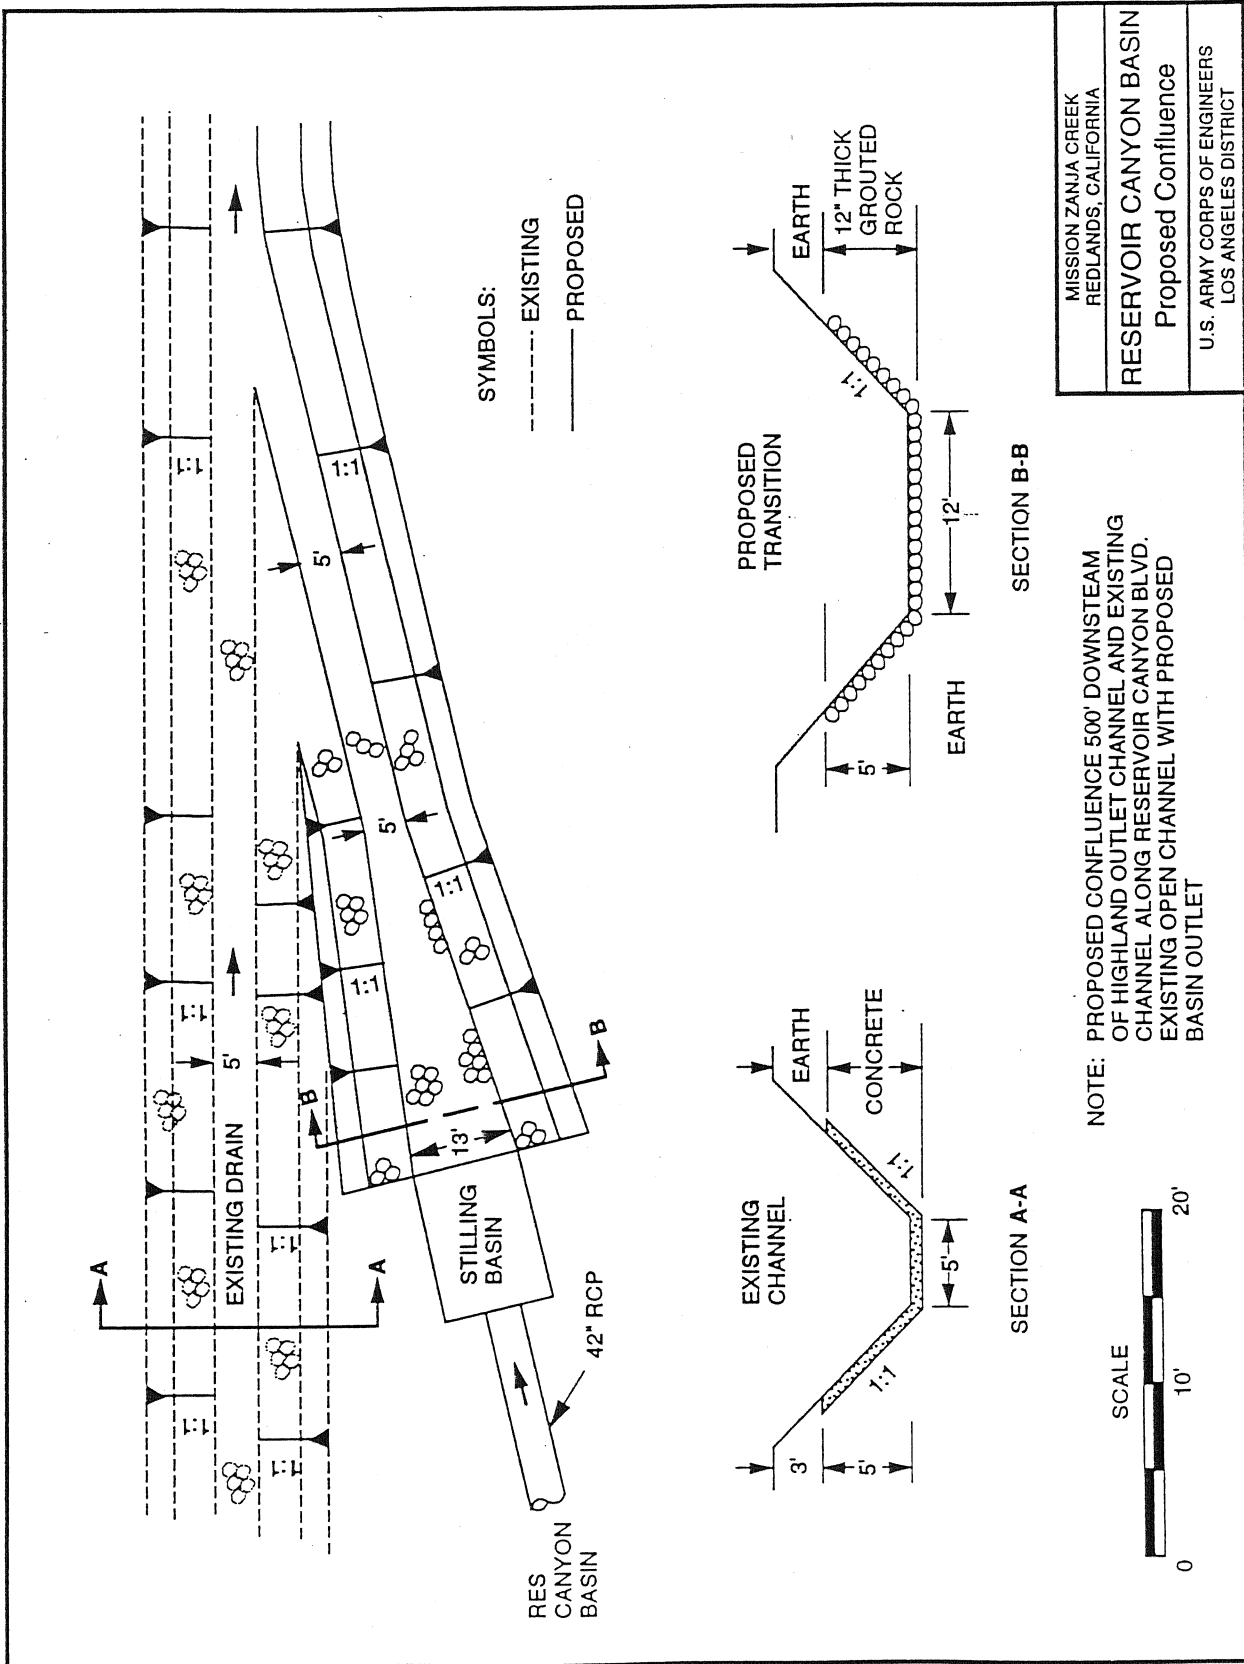 A
A
EXISTING DRAIN
1:1
1:1
1:1
1:1
1:1
5'
B
B
1:1
1:1
1:1
5'
5'
13'
STILLING
BASIN
42" RCP
RES
CANYON
BASIN
SYMBOLS:
EXISTING
PROPOSED
EXISTING
CHANNEL
EARTH
CONCRETE
3'
5'
1:1
1:1
5'
SECTION A-A
PROPOSED
TRANSITION
EARTH
12" THICK
GROUTED
ROCK
1:1
5'
12'
EARTH
SECTION B-B
SCALE
0
10'
20'
NOTE: PROPOSED CONFLUENCE 500' DOWNSTEAM
OF HIGHLAND OUTLET CHANNEL AND EXISTING
CHANNEL ALONG RESERVOIR CANYON BLVD.
EXISTING OPEN CHANNEL WITH PROPOSED
BASIN OUTLET
MISSION ZANJA CREEK
REDLANDS, CALIFORNIA
RESERVOIR CANYON BASIN
Proposed Confluence
U.S. ARMY CORPS OF ENGINEERS
LOS ANGELES DISTRICT